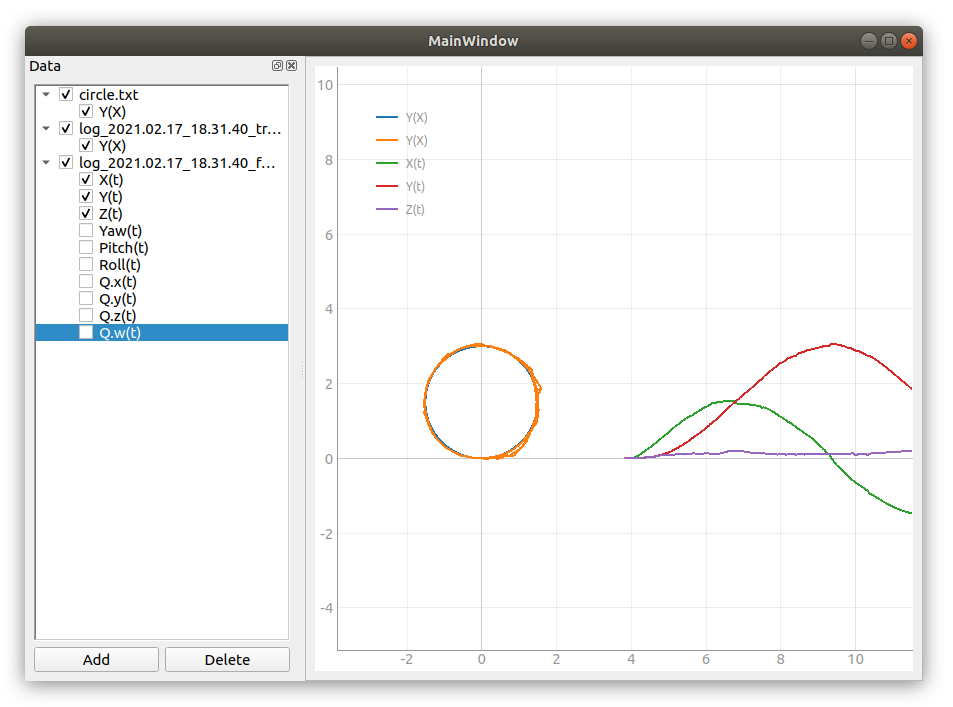 MainWindow
Data
circle.txt
Y(X)
log_2021.02.17_18.31.40_tr...
Y(X)
log_2021.02.17_18.31.40_f...
X(t)
Y(t)
Z(t)
Yaw(t)
Pitch(t)
Roll(t)
Q.x(t)
Q.y(t)
Q.z(t)
Q.w(t)
Add Delete
10
8
6
4
2
0
-2
-4
Y(X)
Y(X)
X(t)
Y(t)
Z(t)
-2 0 2 4 6 8 10